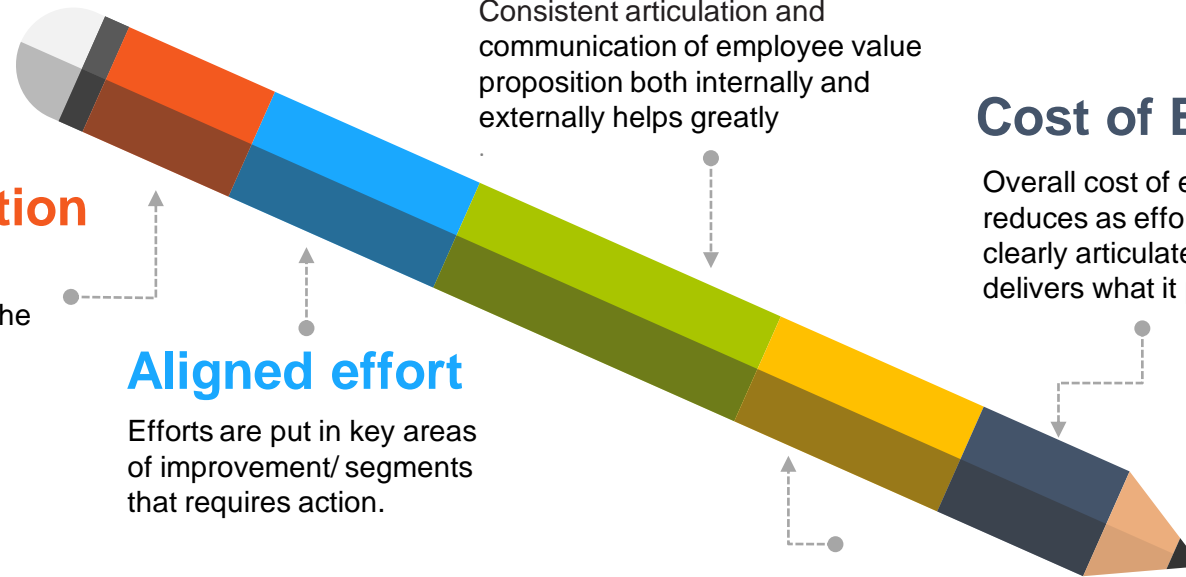 Consistent articulation and
communication of employee value
proposition both internally and
externally helps greatly
.
Cost of E
Overall cost of e
reduces as effo
clearly articulate
delivers what it
tion
he
Aligned effort
Efforts are put in key areas
of improvement/ segments
that requires action.